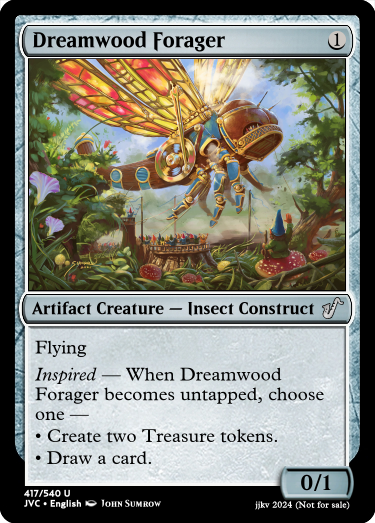 Dreamwood Forager 1
Artifact Creature — Insect Construct
Flying
Inspired — When Dreamwood
Forager becomes untapped, choose
one —
• Create two Treasure tokens.
• Draw a card.
0/1
417/540 U
JVC • English John Sumrow
jjkv 2024 (Not for sale)